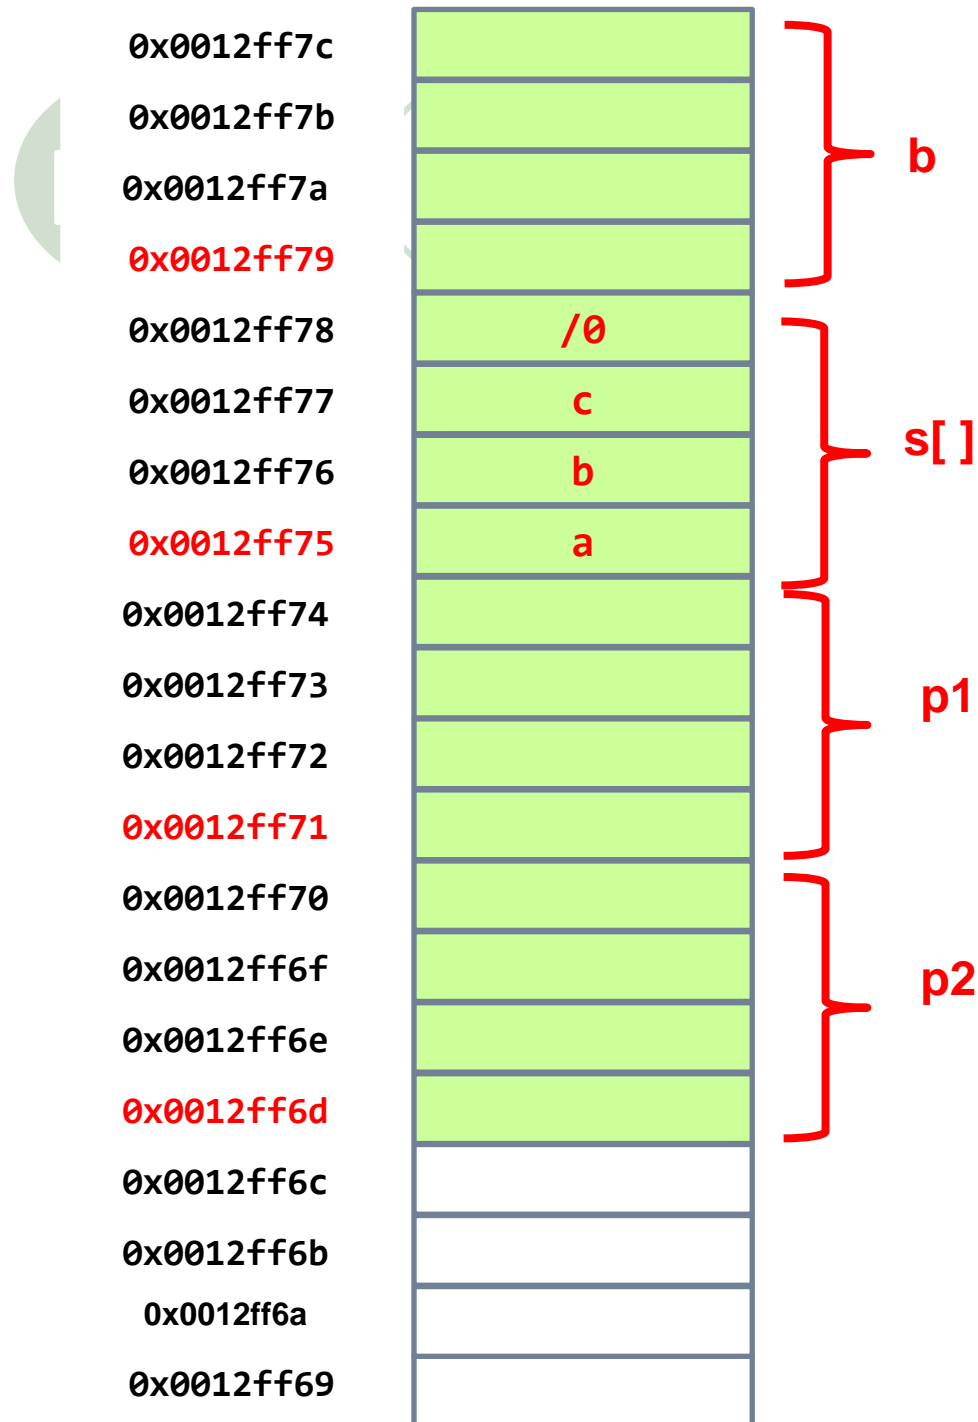 0x0012ff7c
0x0012ff7b
b
0x0012ff7a
0x0012ff79
0x0012ff78 /0
0x0012ff77 c
s[ ]
0x0012ff76 b
0x0012ff75 a
0x0012ff74
0x0012ff73
p1
0x0012ff72
0x0012ff71
0x0012ff70
0x0012ff6f
p2
0x0012ff6e
0x0012ff6d
0x0012ff6c
0x0012ff6b
0x0012ff6a
0x0012ff69